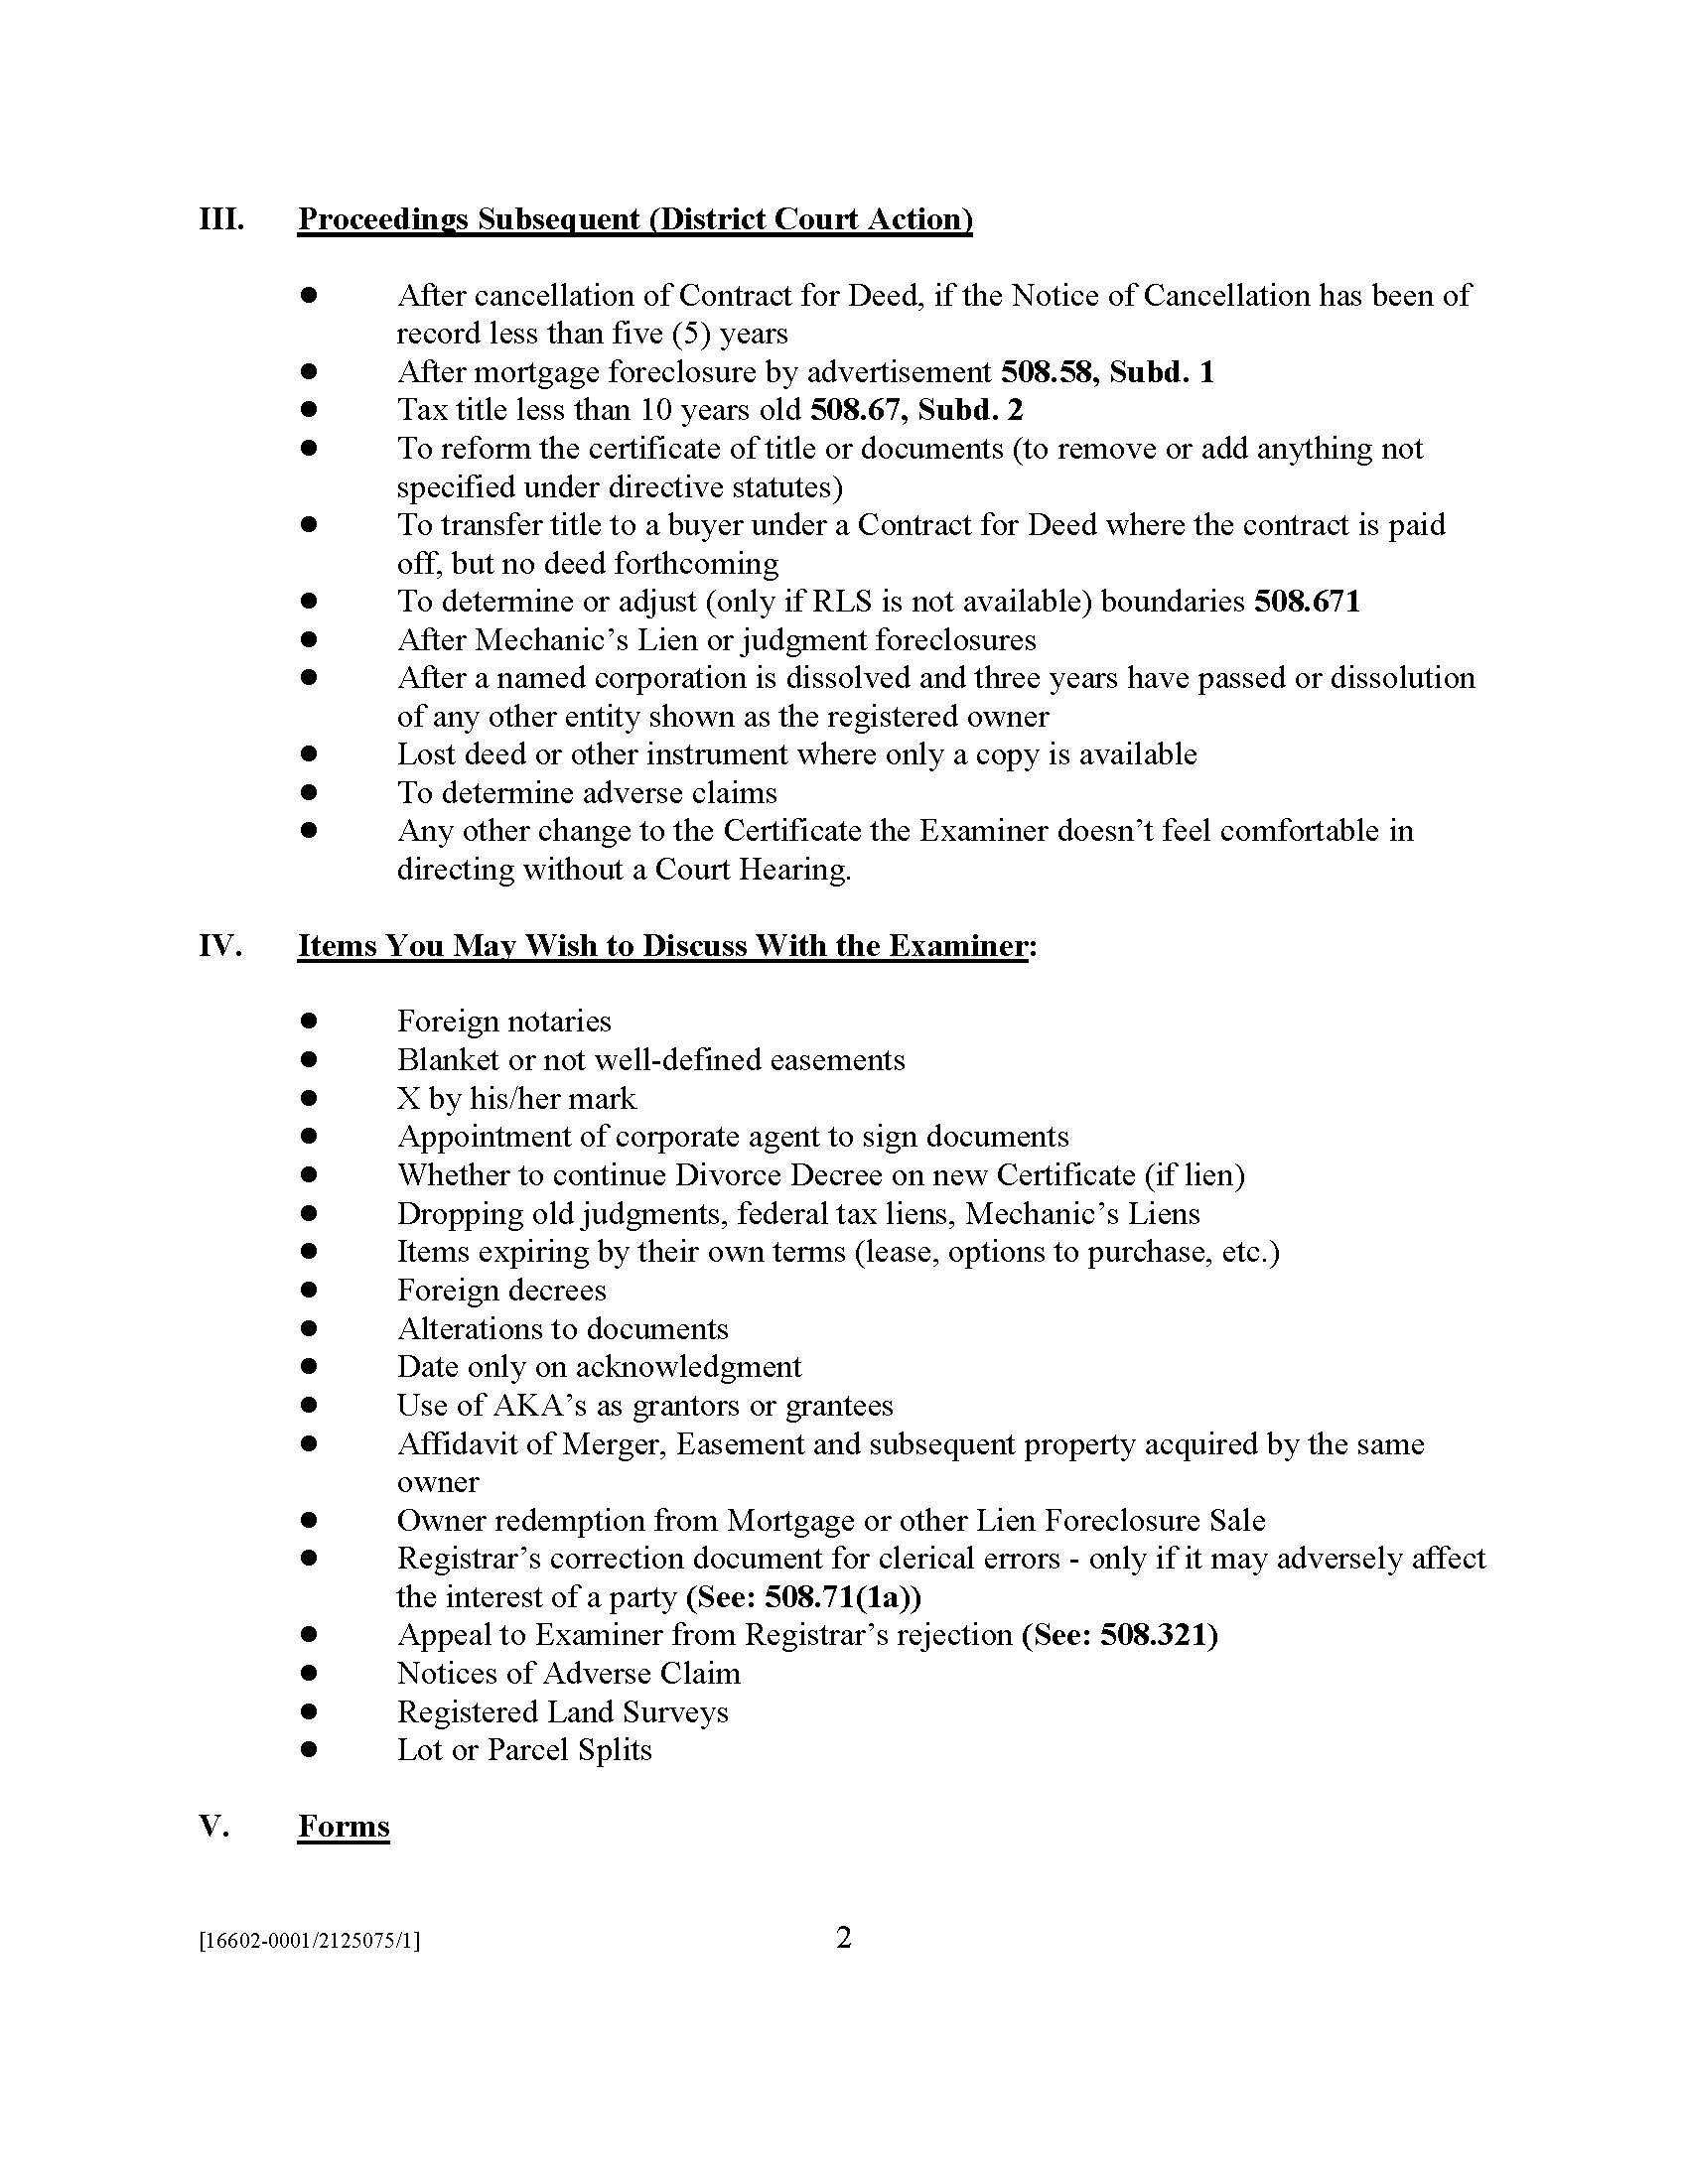 III. Proceedings Subsequent (District Court Action)
● After cancellation of Contract for Deed, if the Notice of Cancellation has been of
record less than five (5) years
● After mortgage foreclosure by advertisement 508.58, Subd. 1
● Tax title less than 10 years old 508.67, Subd. 2
● To reform the certificate of title or documents (to remove or add anything not
specified under directive statutes)
● To transfer title to a buyer under a Contract for Deed where the contract is paid
off, but no deed forthcoming
● To determine or adjust (only if RLS is not available) boundaries 508.671
● After Mechanic’s Lien or judgment foreclosures
● After a named corporation is dissolved and three years have passed or dissolution
of any other entity shown as the registered owner
● Lost deed or other instrument where only a copy is available
● To determine adverse claims
● Any other change to the Certificate the Examiner doesn’t feel comfortable in
directing without a Court Hearing.
IV. Items You May Wish to Discuss With the Examiner:
● Foreign notaries
● Blanket or not well-defined easements
● X by his/her mark
● Appointment of corporate agent to sign documents
● Whether to continue Divorce Decree on new Certificate (if lien)
● Dropping old judgments, federal tax liens, Mechanic’s Liens
● Items expiring by their own terms (lease, options to purchase, etc.)
● Foreign decrees
● Alterations to documents
● Date only on acknowledgment
● Use of AKA’s as grantors or grantees
● Affidavit of Merger, Easement and subsequent property acquired by the same
owner
● Owner redemption from Mortgage or other Lien Foreclosure Sale
● Registrar’s correction document for clerical errors - only if it may adversely affect
the interest of a party (See: 508.71(1a))
● Appeal to Examiner from Registrar’s rejection (See: 508.321)
● Notices of Adverse Claim
● Registered Land Surveys
● Lot or Parcel Splits
V. Forms
[16602-0001/2125075/1] 2